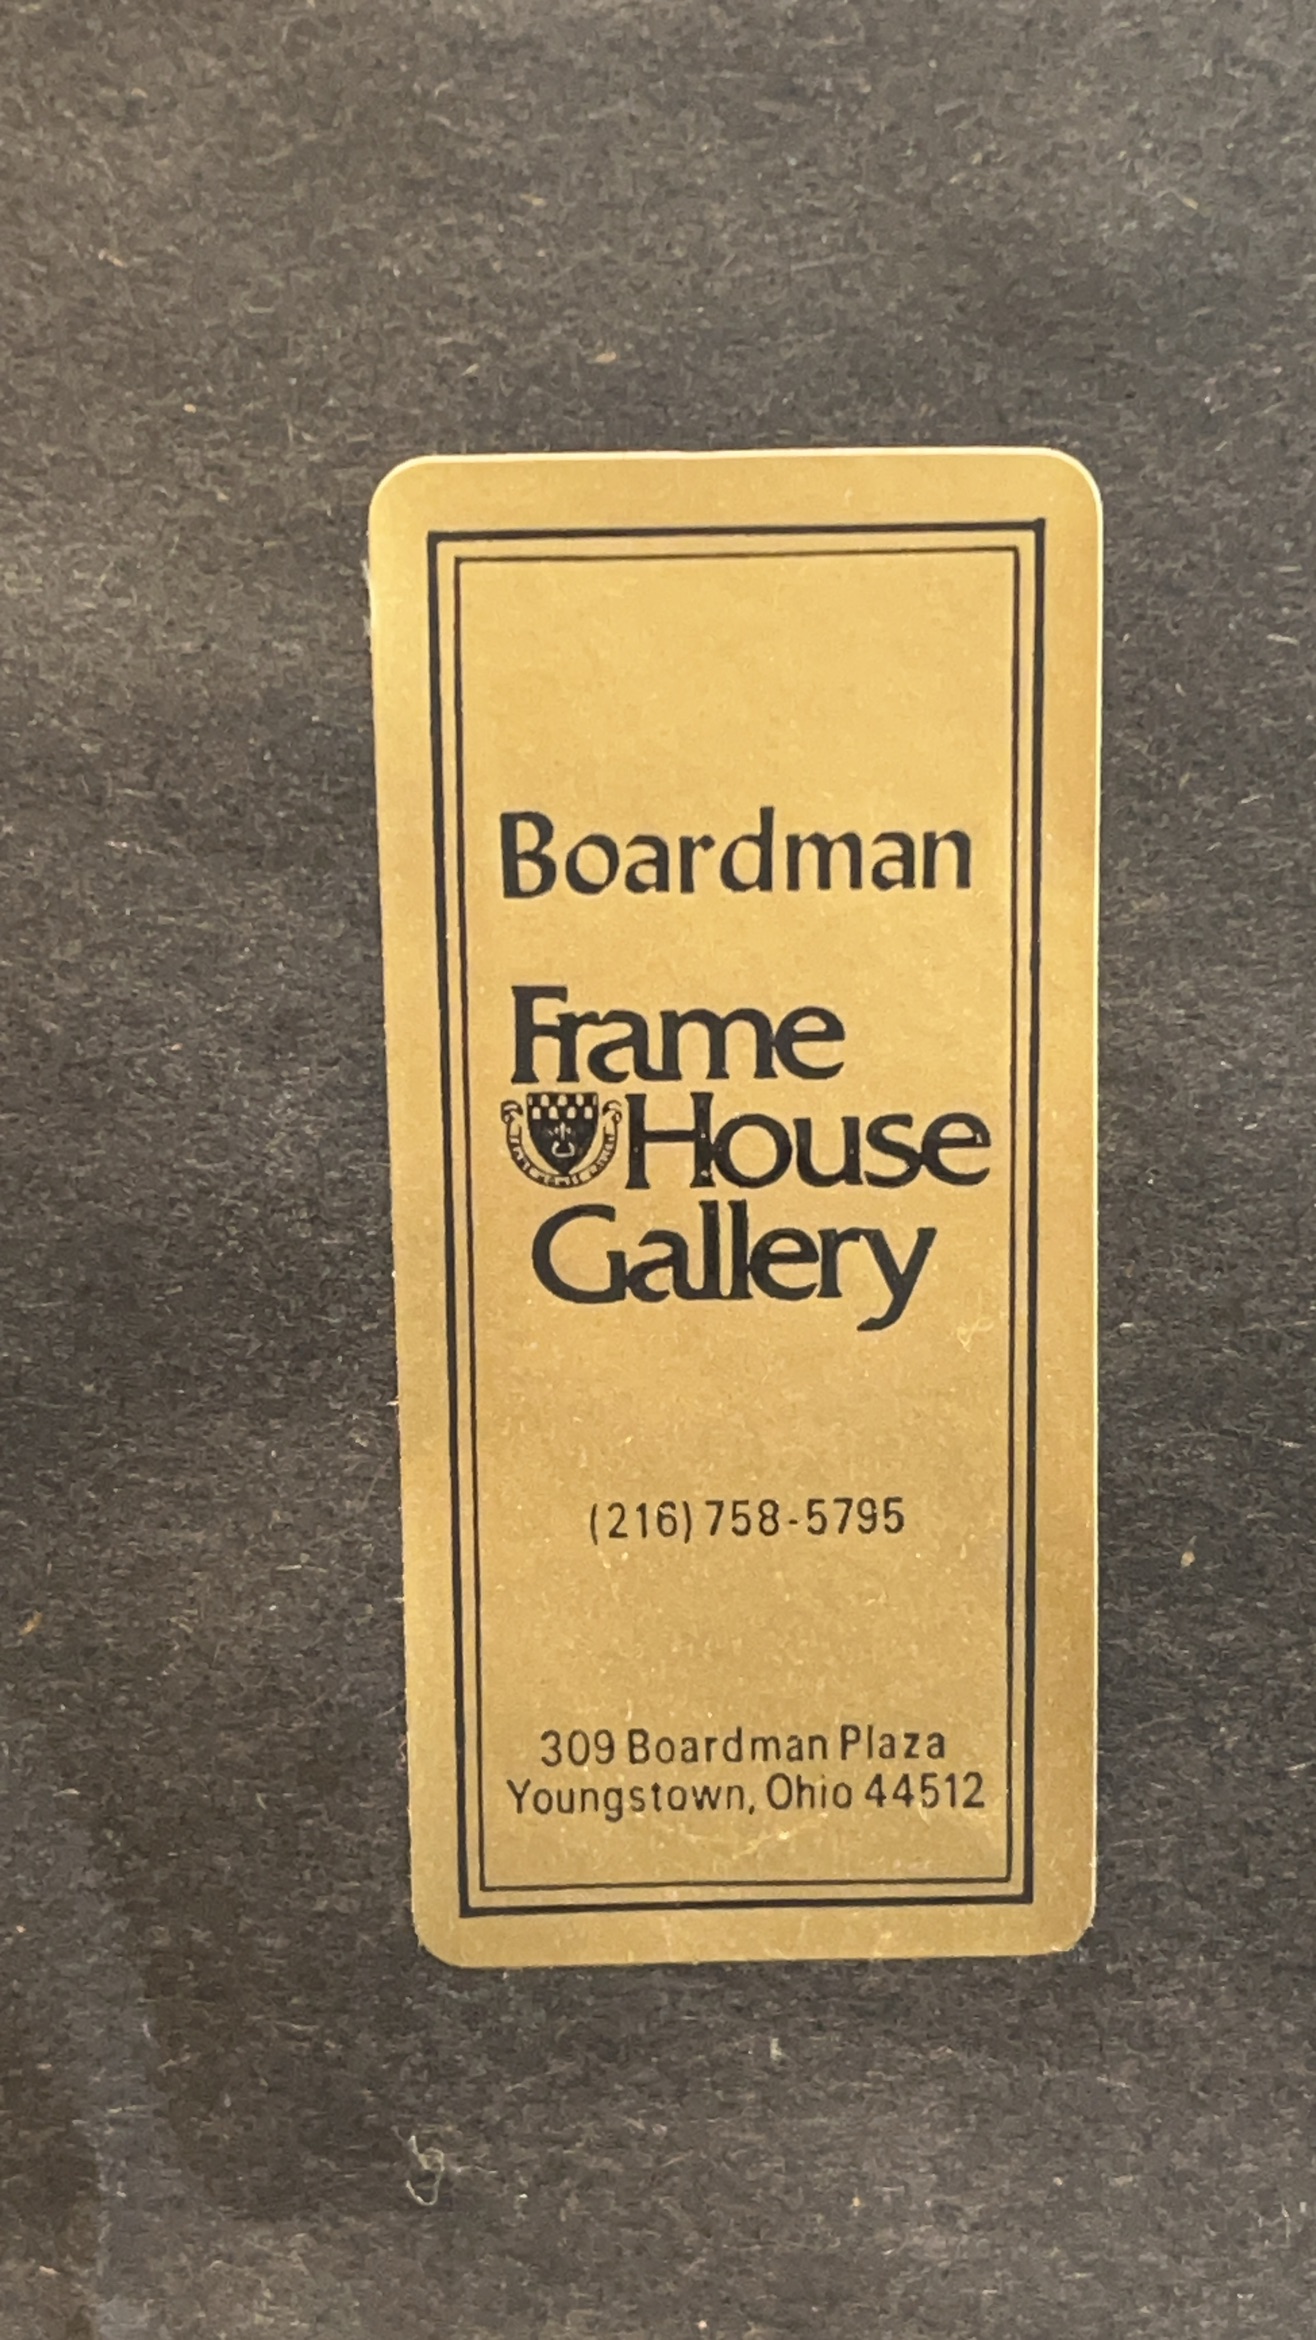 Boardman
Frame
House
Gallery
(216) 758-5795
309 Boardman Plaza
Youngstown, Ohio 44512